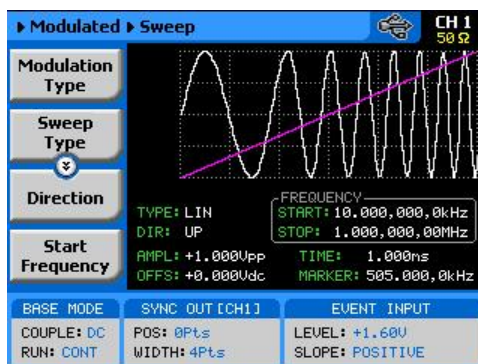 Modulated Sweep
CH 1
50 Ω
Modulation
Type
Sweep
Type
Direction
Start
Frequency
TYPE: LIN
DIR: UP
AMPL: +1.000Vpp
OFFS: +0.000Vdc
FREQUENCY
START: 10.000,000,0kHz
STOP: 1.000,000,00MHz
TIME: 1.000ms
MARKER: 505.000,0kHz
BASE MODE
COUPLE: DC
RUN: CONT
SYNC OUT [CH1]
POS: 0Pts
WIDTH: 4Pts
EVENT INPUT
LEVEL: +1.60V
SLOPE: POSITIVE